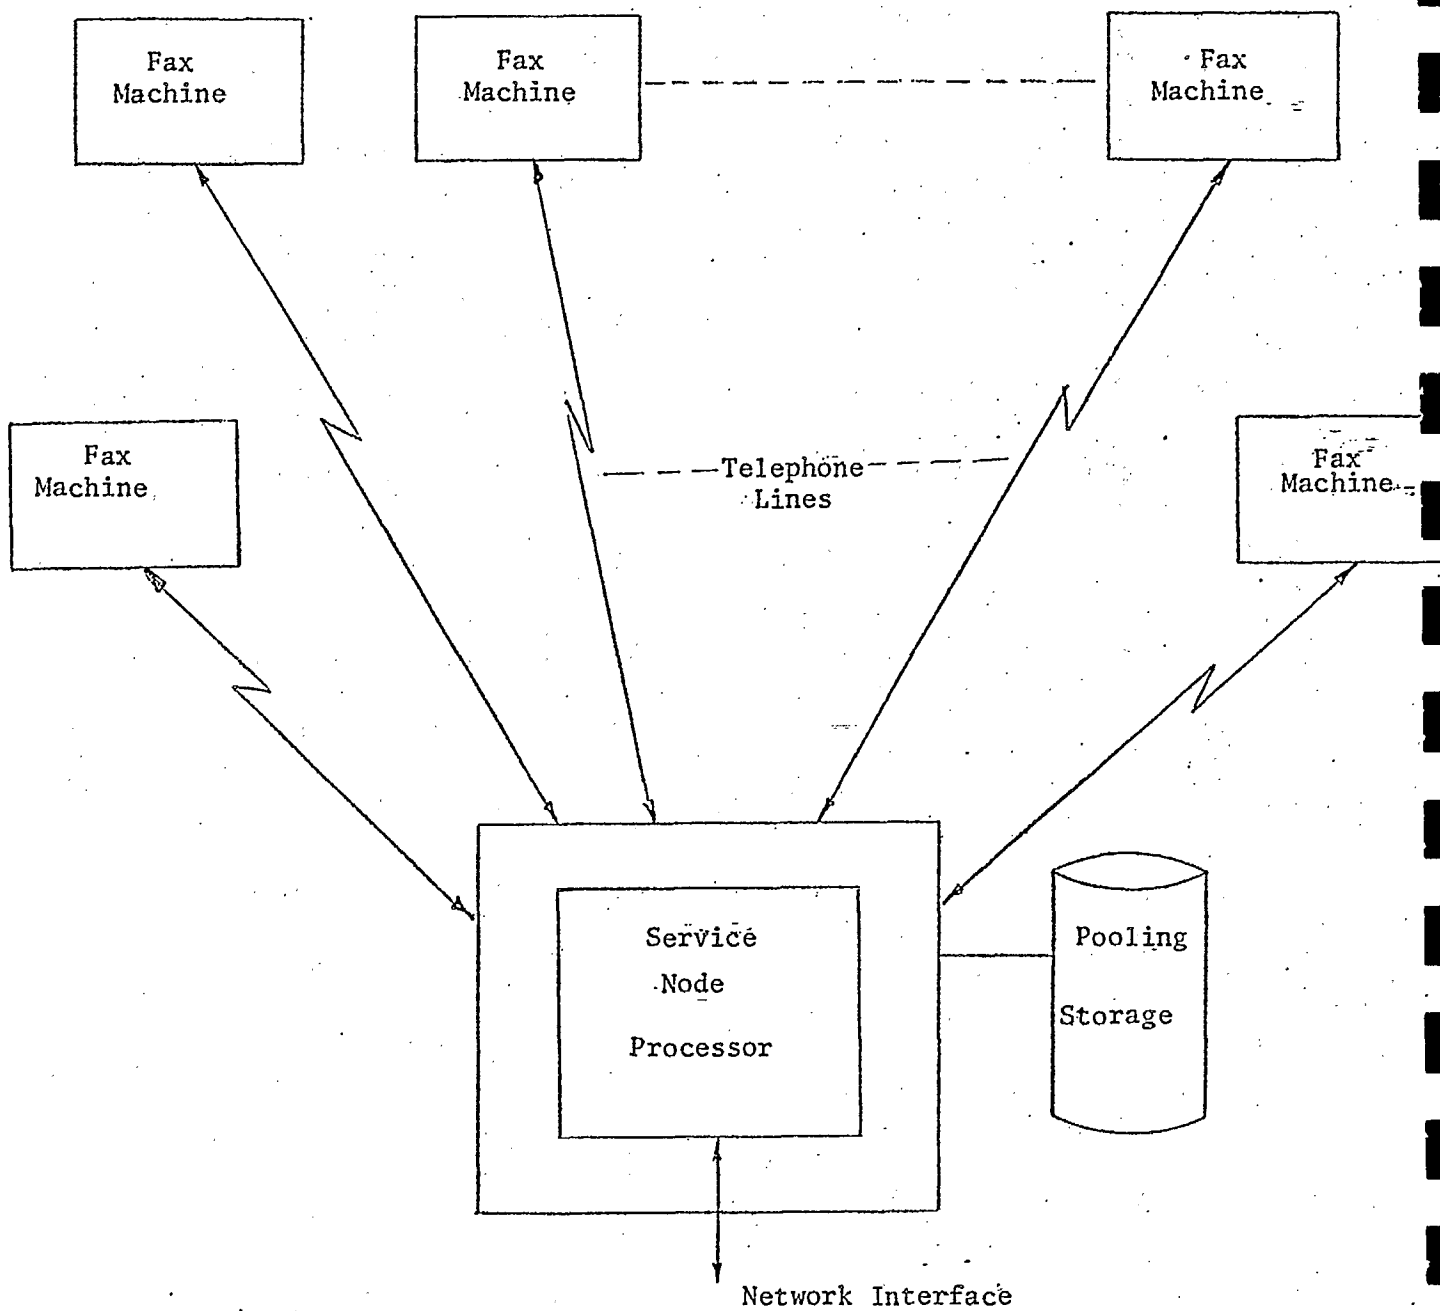 Fax
Machine
Fax
Machine
Fax
Machine
Fax
Machine
Telephone
Lines
Fax
Machine
Service
Node
Processor
Pooling
Storage
Network Interface